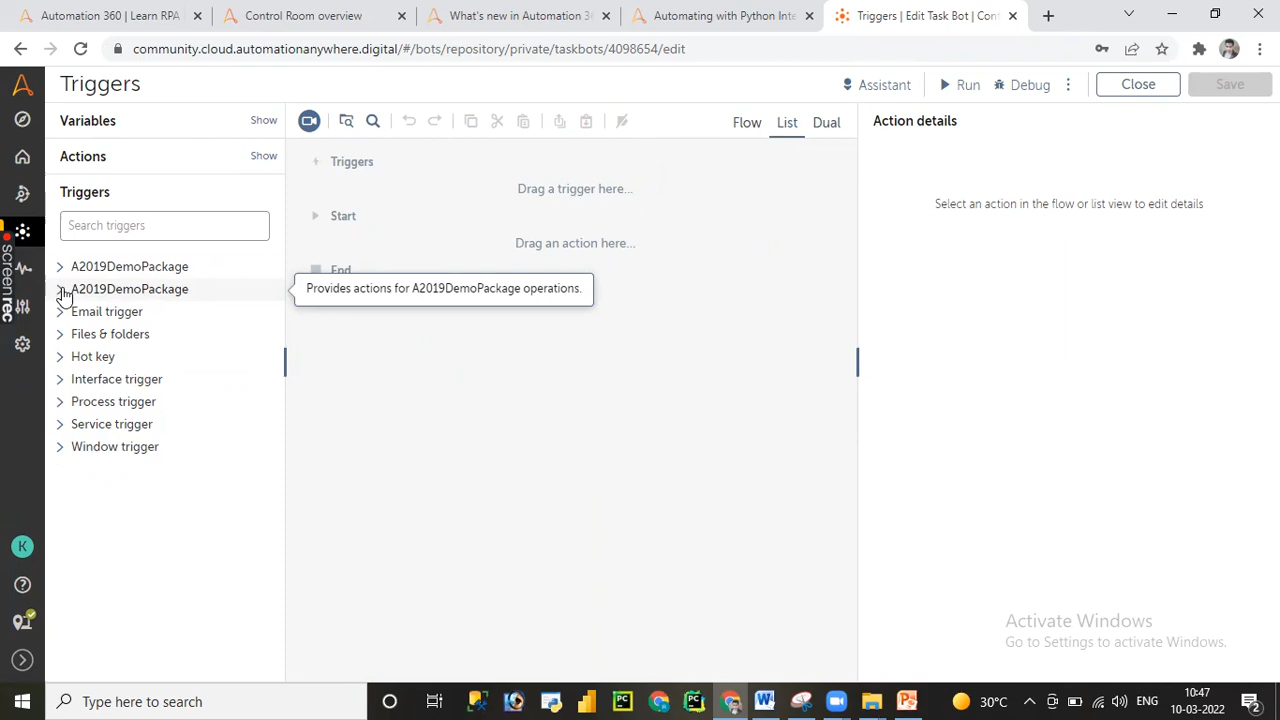 Automation 360 | Learn RPA
Control Room overview
What's new in Automation 36
Automating with Python Inte
Triggers | Edit Task Bot | Con
community.cloud.automationanywhere.digital/#/bots/repository/private/taskbots/4098654/edit
Triggers
Assistant
Run
Debug
Close
Save
Variables
Show
Flow
List
Dual
Action details
Actions
Show
Triggers
Triggers
Search triggers
Drag a trigger here...
Select an action in the flow or list view to edit details
Start
Drag an action here...
End
A2019DemoPackage
A2019DemoPackage
Provides actions for A2019DemoPackage operations.
Email trigger
Files & folders
Hot key
Interface trigger
Process trigger
Service trigger
Window trigger
screenrec
K
Activate Windows
Go to Settings to activate Windows.
Type here to search
30°C
ENG
10:47
10-03-2022
2